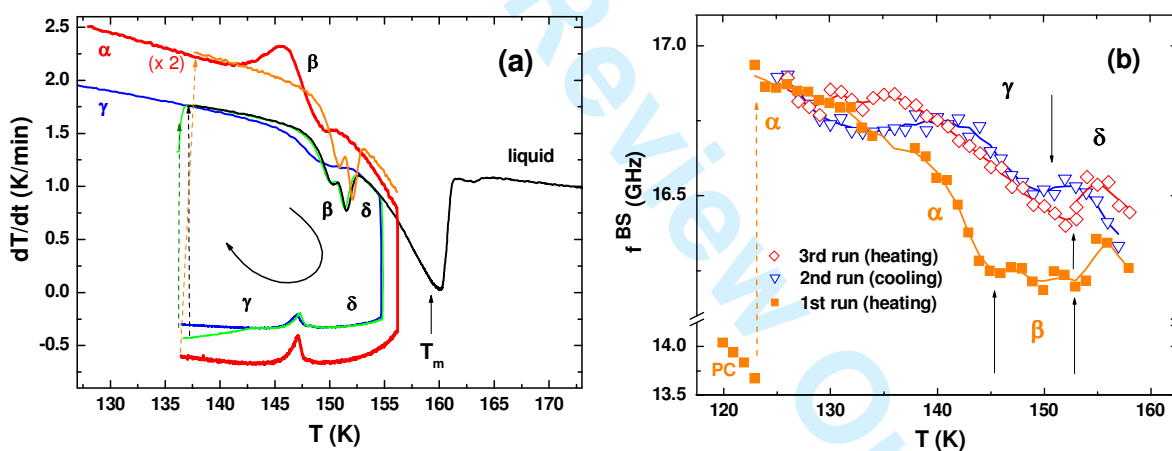 (a)
α
(x 2)
β
γ
liquid
β
δ
γ
δ
T_m
dT/dt (K/min)
2.5
2.0
1.5
1.0
0.5
0.0
-0.5
130 135 140 145 150 155 160 165 170
T (K)
(b)
17.0
16.5
14.0
13.5
f^BS (GHz)
α
γ
δ
α
3rd run (heating)
2nd run (cooling)
1st run (heating)
β
PC
120 130 140 150 160
T (K)
Review